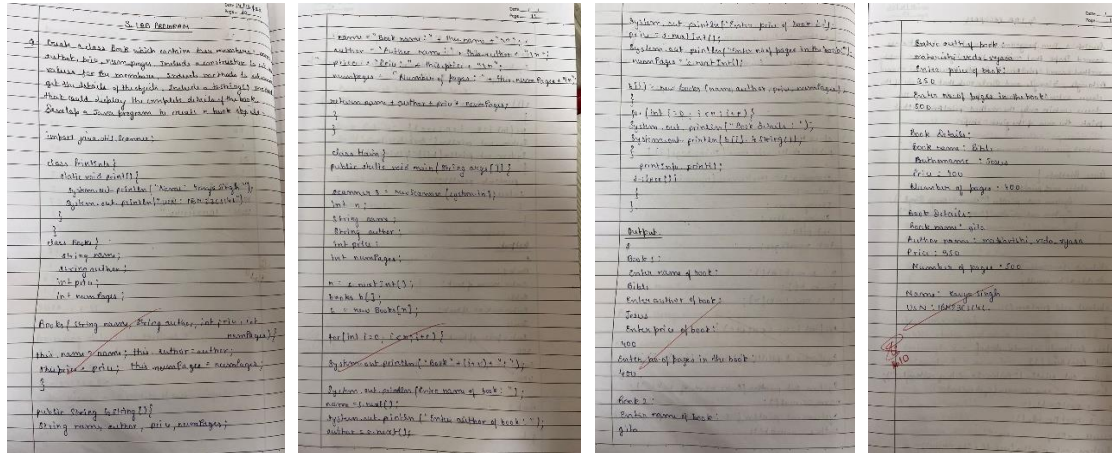 3. LAB PROGRAM
Create a class Book which contains four members: name,
author, price, num_pages. Include a constructor to set the
values for the members. Include methods to set and
get the details of the objects. Include a toString() method
that could display the complete details of the book.
Develop a Java program to create n book objects.
import java.util.Scanner;
class PrintInfo {
static void print() {
System.out.println("Name:
System.out.println("USN:
}
}
class Books {
String name;
String author;
int price;
int numPages;
Books (String name, String author, int price, int
numPages) {
this.name = name; this.author = author;
this.price = price; this.numPages = numPages;
}
public String toString() {
String name, author, price, numPages;
name = "Book name:" + this.name + "\n";
author = "Author name:" + this.author + "\n";
price = "Price:" + this.price + "\n";
numPages = "Number of pages:" + this.numPages + "\n";
return name + author + price + numPages;
}
}
class Main {
public static void main (String args[]) {
Scanner s = new Scanner (System.in);
int n;
String name;
String author;
int price;
int numPages;
n = s.nextInt();
Books b[];
= new Books[n];
for (int i=0; i<n; i++) {
System.out.println("Book" + (i+1) + ":");
System.out.println(Enter name of book: ");
name = s.next();
System.out.println("Enter author of book: ");
author = s.next();
System.out.println("Enter price of book:");
price = s.nextInt();
System.out.println("Enter no of pages in the book");
numPages = s.nextInt();
b[i] = new Books (name, author, price, numPages);
}
for (int i=0; i<n; i++) {
System.out.println("Book Details: ");
System.out.println(b[i].toString());
}
print();
s.close();
}
}
Output
2
Book 1:
Enter name of book:
Bible
Enter author of book:
Jesus
Enter price of book:
400
Enter no of pages in the book:
400
Book 2:
Enter name of book:
gita
Enter author of book:
maharishi_veda_vyasa
Enter price of book:
350
Enter no of pages in the book:
500
Book Details:
Book name: Bible
Author name: Jesus
Price: 400
Number of pages: 400
Book Details:
Book name: gita
Author name: maharishi_veda_vyasa
Price: 350
Number of pages: 500
Name: Singh
USN:
10